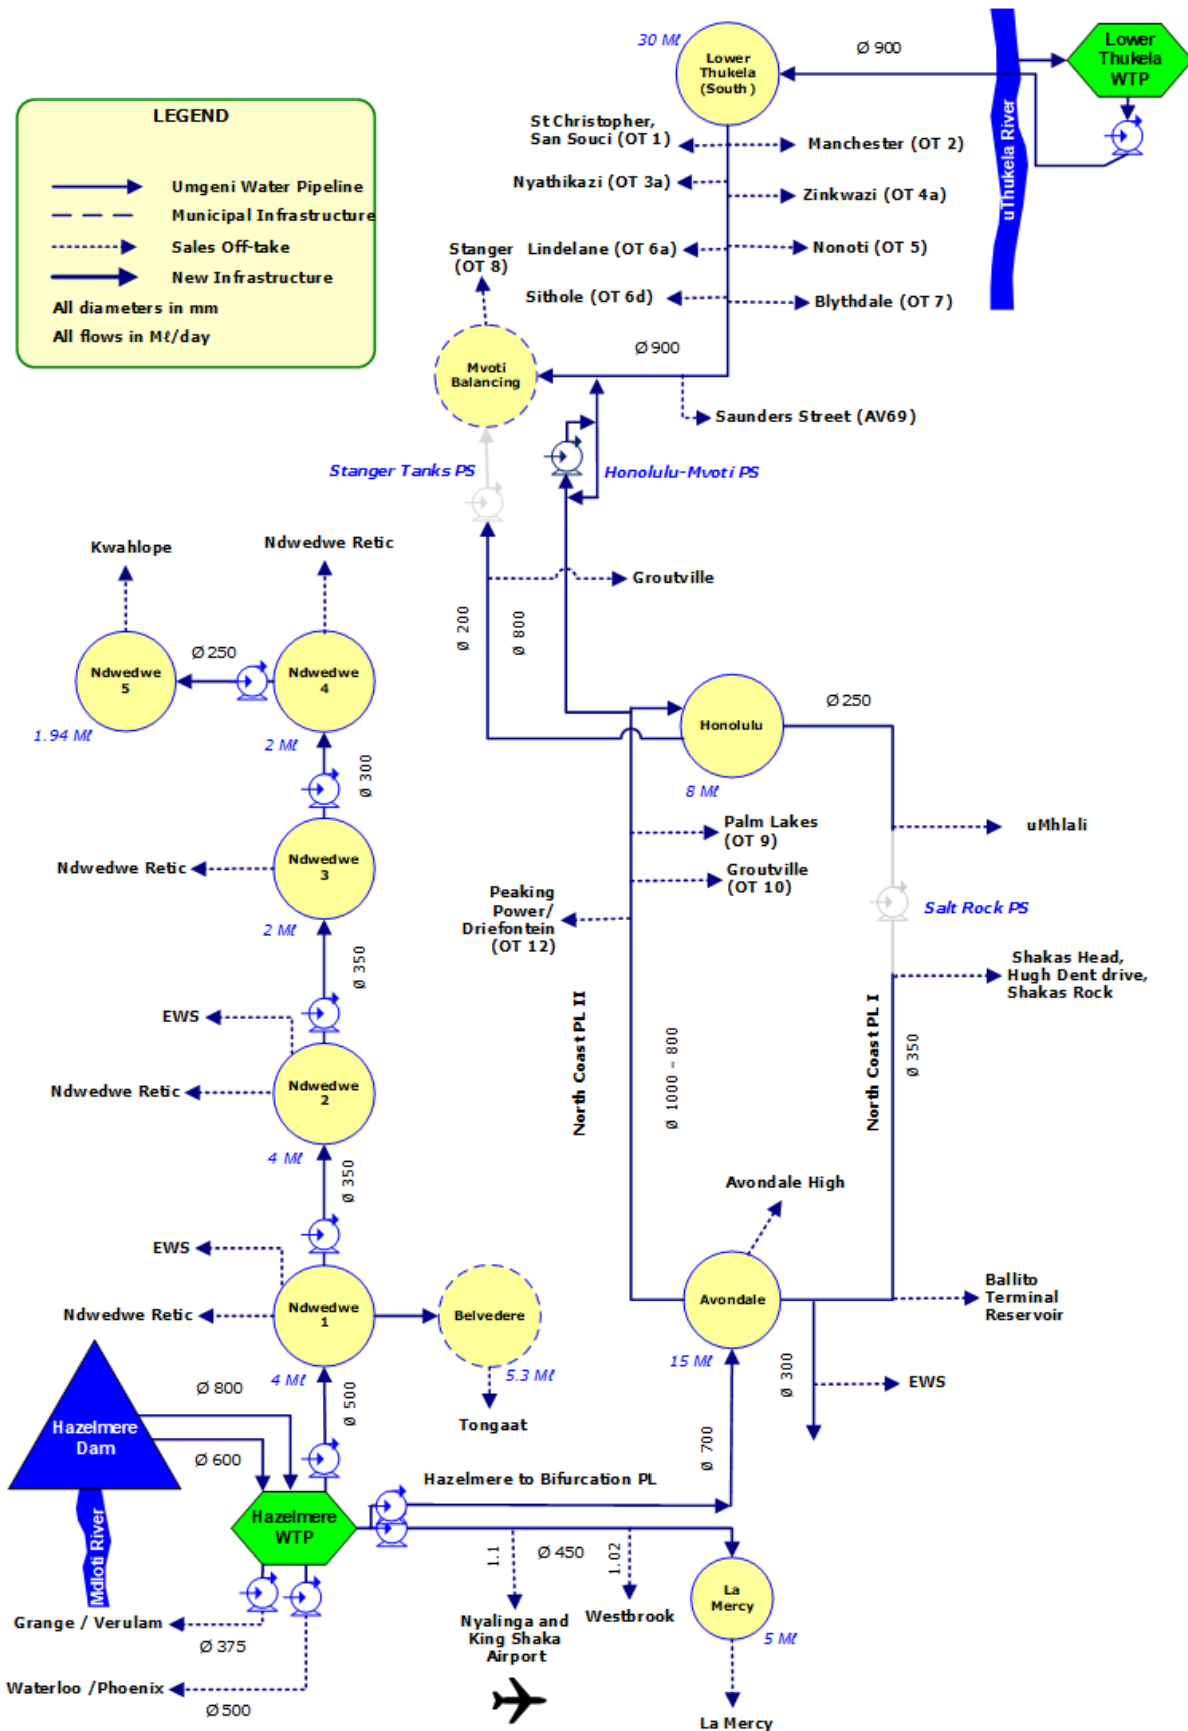 30 Mℓ
Lower
Thukela
(South )
Ø 900
Lower
Thukela
WTP
uThukela River
LEGEND
Umgeni Water Pipeline
Municipal Infrastructure
Sales Off-take
New Infrastructure
All diameters in mm
All flows in Mℓ/day
St Christopher,
San Souci (OT 1)
Manchester (OT 2)
Nyathikazi (OT 3a)
Zinkwazi (OT 4a)
Stanger
(OT 8)
Lindelane (OT 6a)
Nonoti (OT 5)
Sithole (OT 6d)
Blythdale (OT 7)
Ø 900
Mvoti
Balancing
Saunders Street (AV69)
Stanger Tanks PS
Honolulu-Mvoti PS
Kwahlope
Ndwedwe Retic
Groutville
Ø 200
Ø 800
Ø 250
Ndwedwe
5
Ndwedwe
4
1.94 Mℓ
2 Mℓ
Honolulu
Ø 250
8 Mℓ
Ø 300
Palm Lakes
(OT 9)
uMhlali
Ndwedwe Retic
Ndwedwe
3
2 Mℓ
Groutville
(OT 10)
Peaking
Power/
Driefontein
(OT 12)
Salt Rock PS
Ø 350
Shakas Head,
Hugh Dent drive,
Shakas Rock
EWS
North Coast PL II
Ø 1000 – 800
North Coast PL I
Ø 350
Ndwedwe Retic
Ndwedwe
2
4 Mℓ
Ø 350
Avondale High
EWS
Ndwedwe Retic
Ndwedwe
1
4 Mℓ
Belvedere
5.3 Mℓ
Tongaat
Avondale
15 Mℓ
Ballito
Terminal
Reservoir
Ø 300
EWS
Ø 800
Ø 600
Hazelmere
Dam
Ø 500
Ø 700
Hazelmere to Bifurcation PL
Mdloti River
Hazelmere
WTP
1.1
Ø 450
1.02
Grange / Verulam
Ø 375
Nyalinga and
King Shaka
Airport
Westbrook
La
Mercy
5 Mℓ
Waterloo /Phoenix
Ø 500
La Mercy